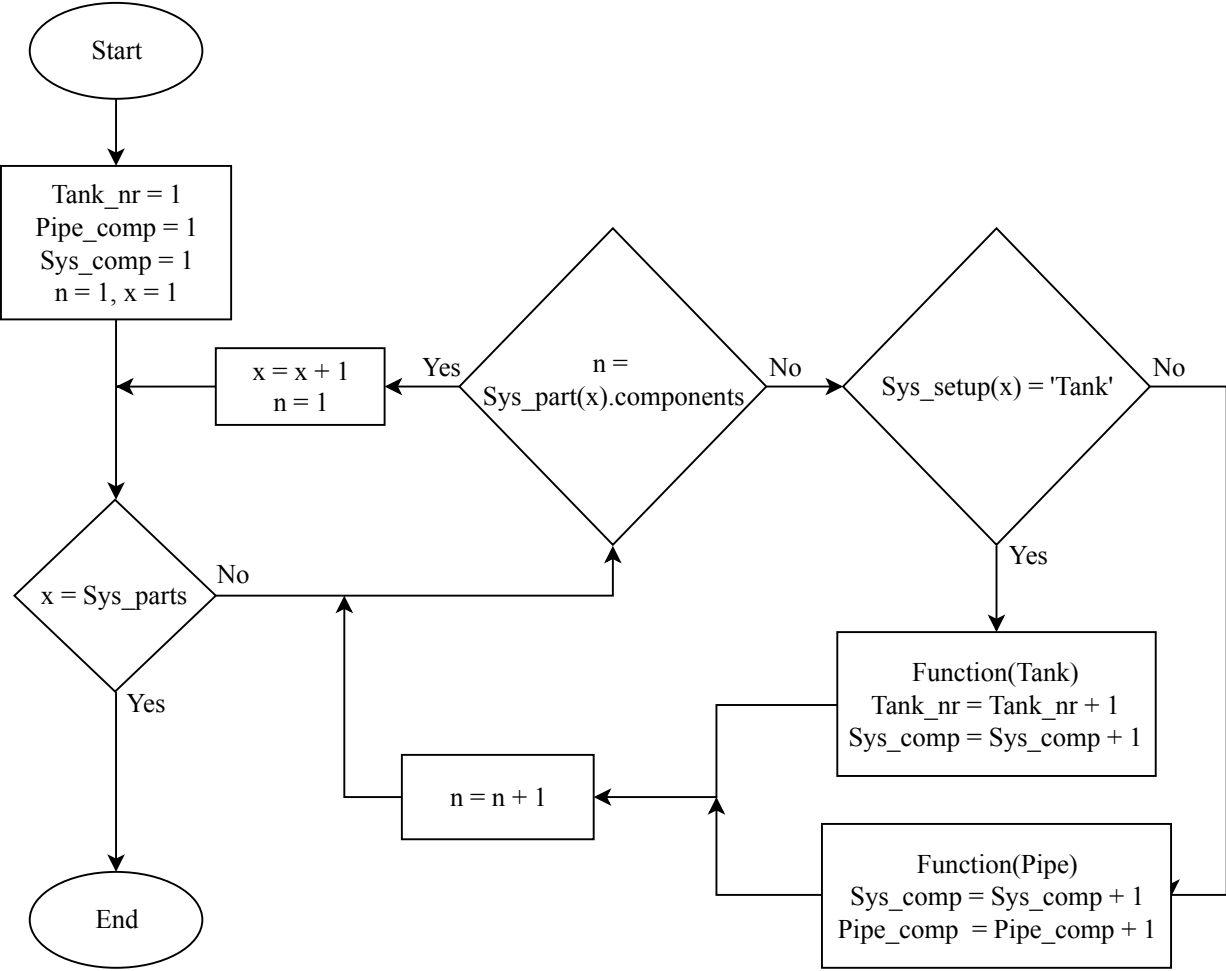 Start
Tank_nr = 1
Pipe_comp = 1
Sys_comp = 1
n = 1, x = 1
x = x + 1
n = 1
Yes
n =
Sys_part(x).components
No
Sys_setup(x) = 'Tank'
No
Yes
x = Sys_parts
No
Yes
Function(Tank)
Tank_nr = Tank_nr + 1
Sys_comp = Sys_comp + 1
n = n + 1
Function(Pipe)
Sys_comp = Sys_comp + 1
Pipe_comp  = Pipe_comp + 1
End